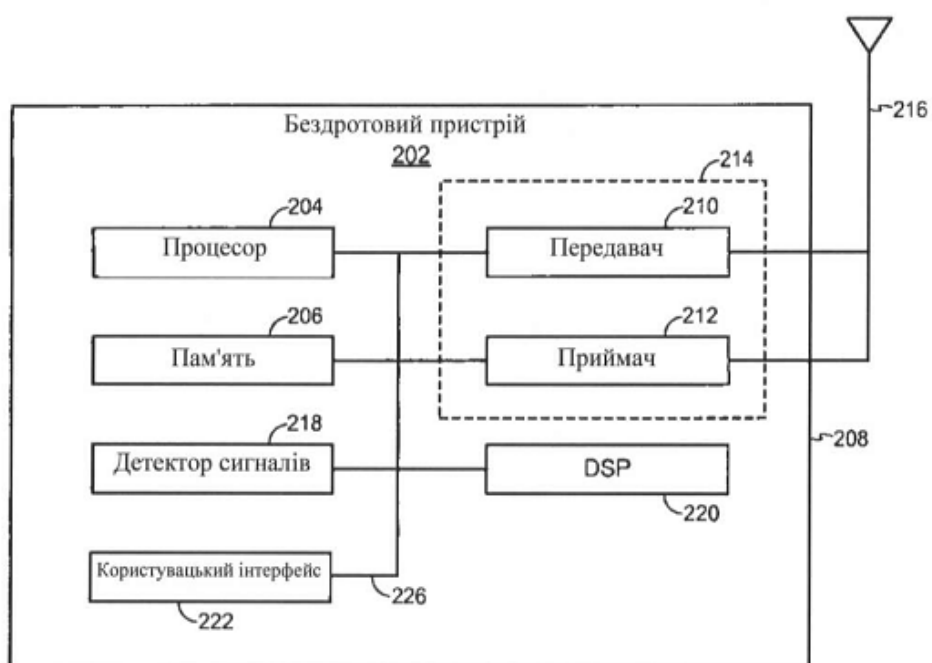 216
Бездротовий пристрій
202
214
204
Процесор
210
Передавач
206
Пам'ять
212
Приймач
218
Детектор сигналів
208
DSP
220
Користувацький інтерфейс
222
226